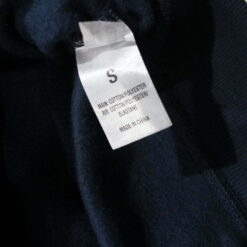 S
MAIN: COTTON/POLYESTER
RIB: COTTON/POLYESTER/
ELASTANE
MADE IN CHINA